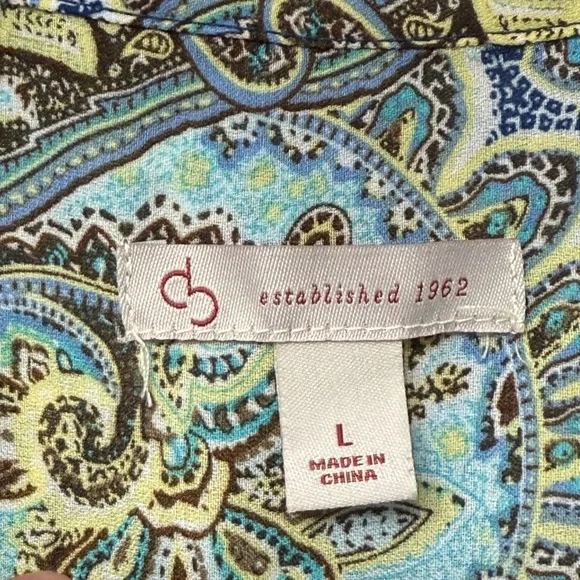 established 1962
L
MADE IN
CHINA